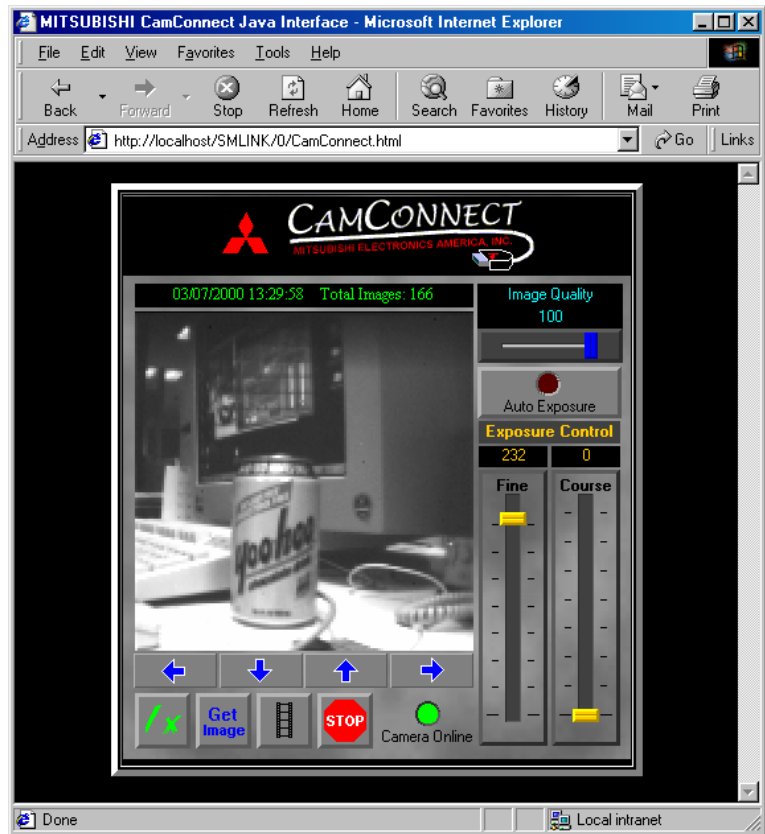 MITSUBISHI CamConnect Java Interface - Microsoft Internet Explorer
File Edit View Favorites Tools Help
Back Forward Stop Refresh Home Search Favorites History Mail Print
Address http://localhost/SMLINK/0/CamConnect.html Go Links
CAMCONNECT
MITSUBISHI ELECTRONICS AMERICA, INC.
03/07/2000 13:29:58 Total Images: 166
Image Quality
100
Auto Exposure
Exposure Control
232 0
Fine Course
yoohoo
1x
Get
Image
STOP
Camera Online
Done Local intranet